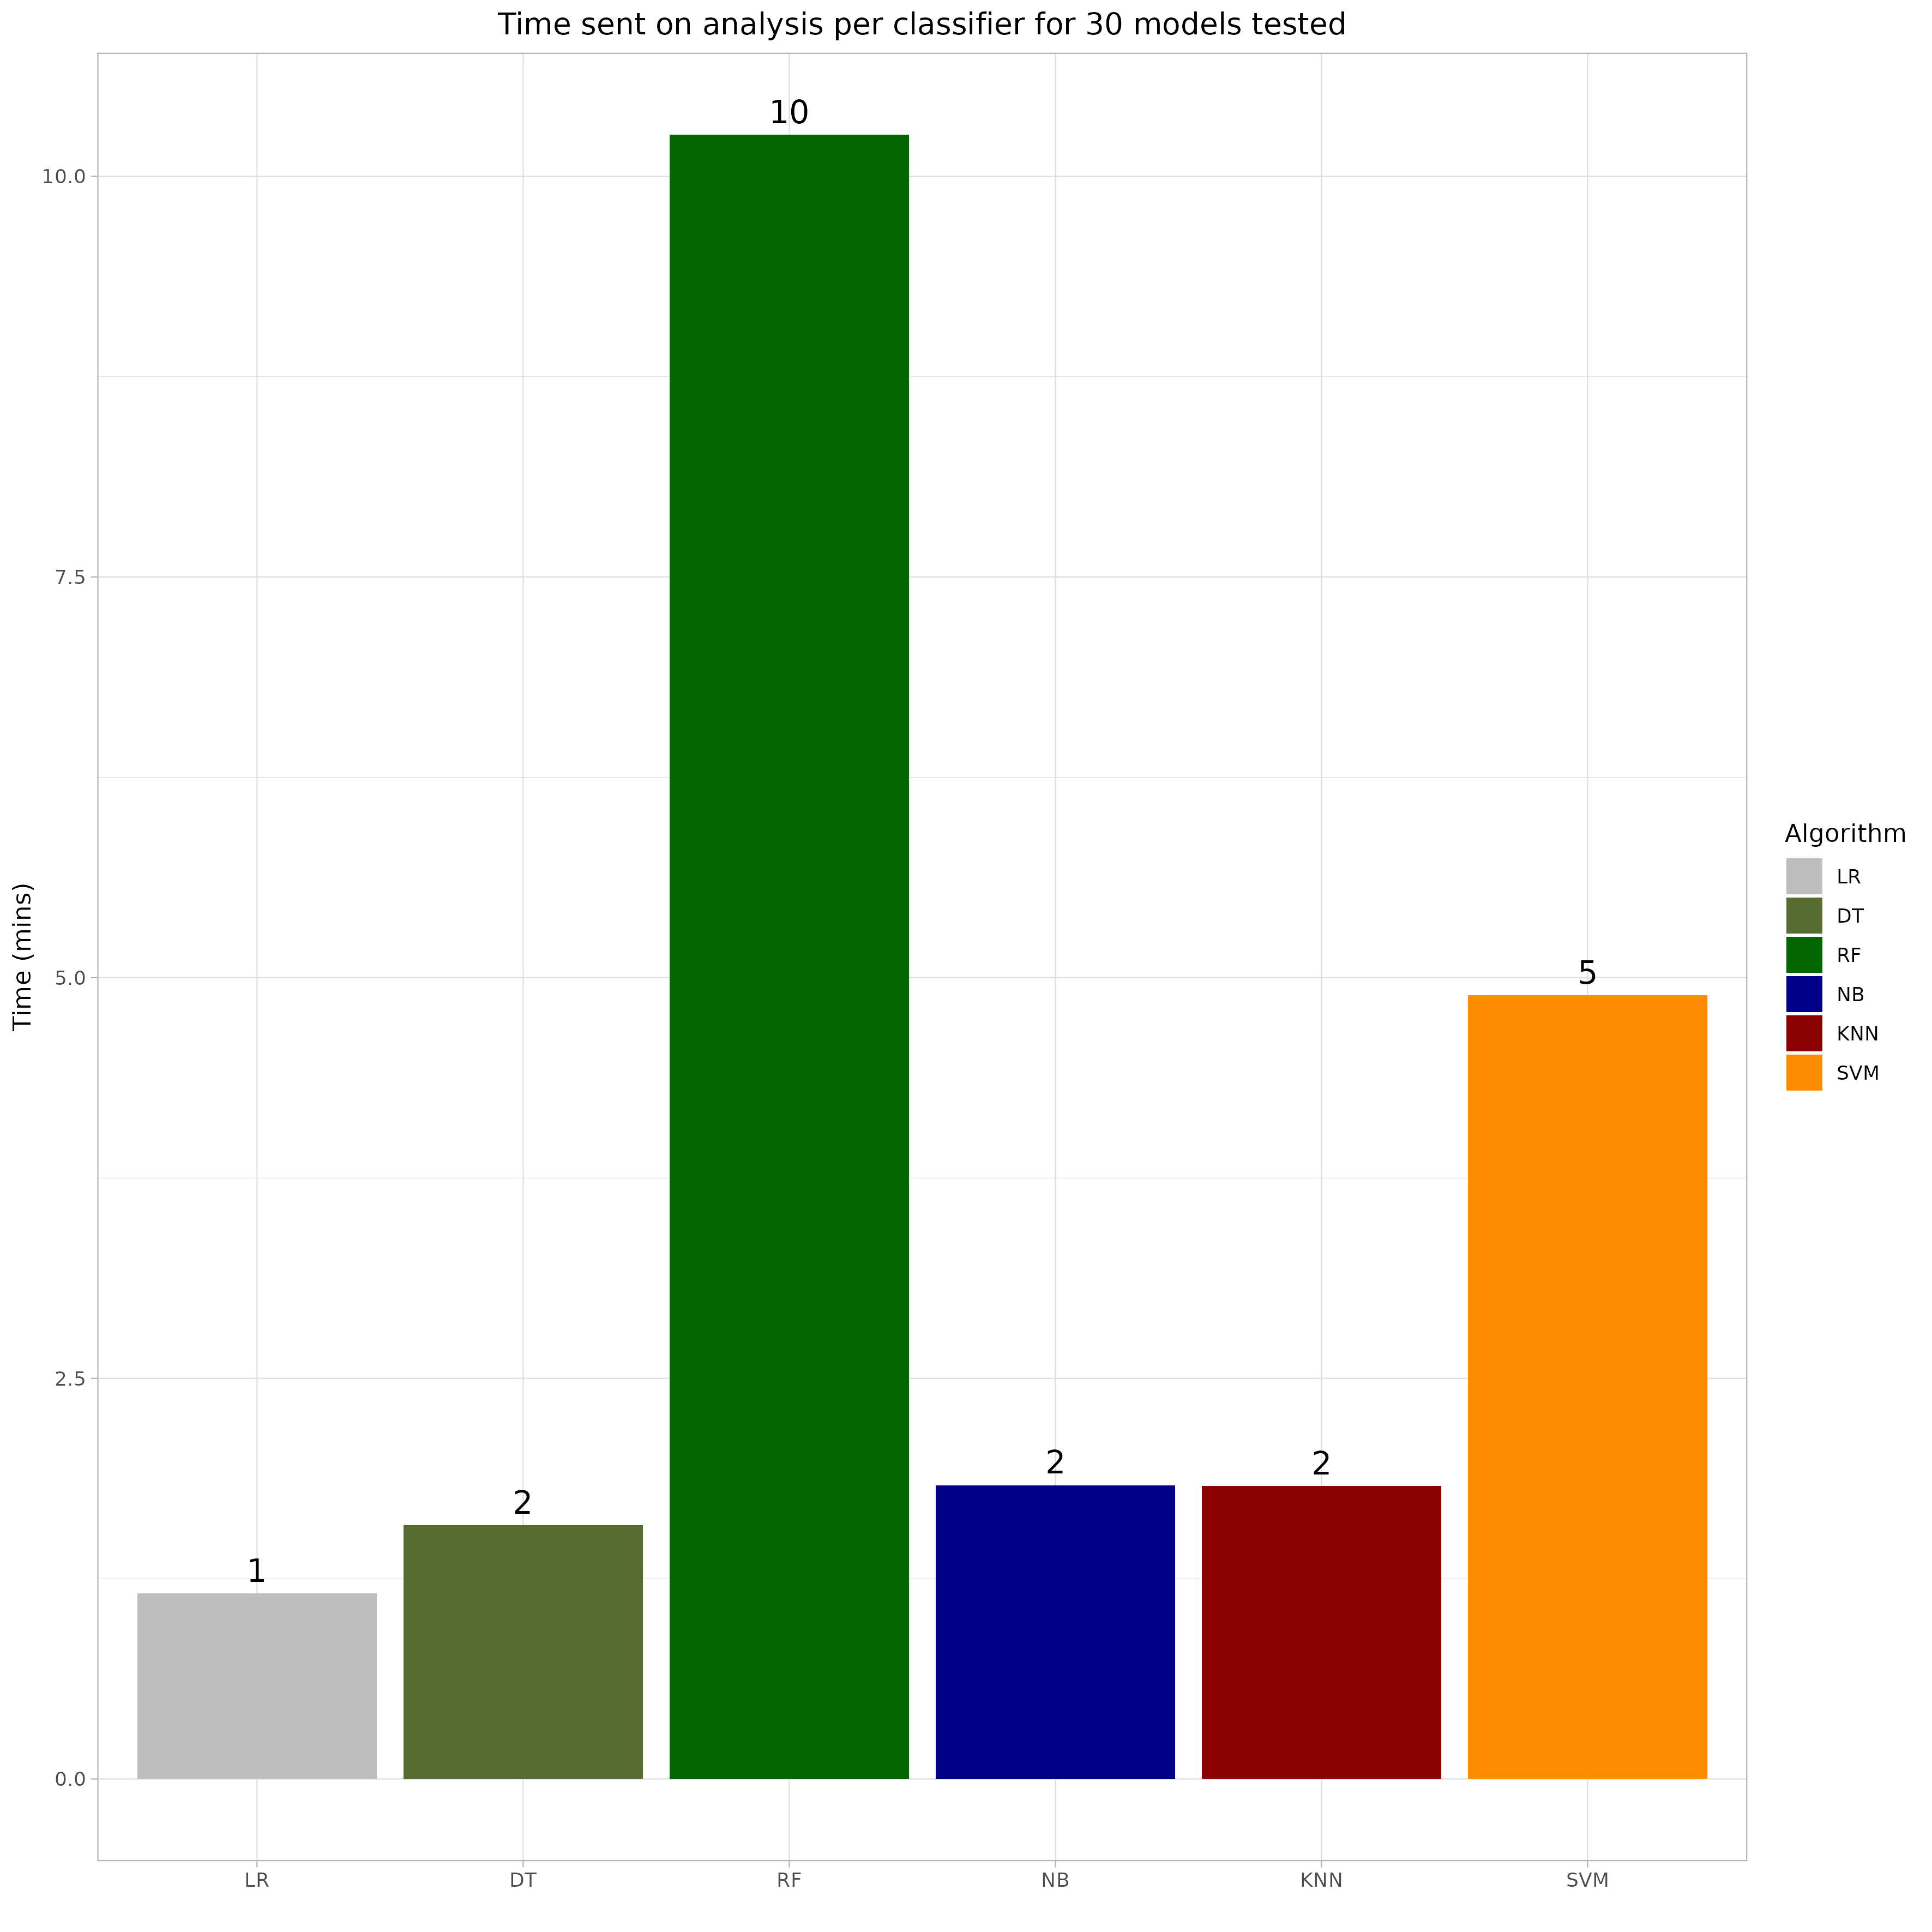 Time sent on analysis per classifier for 30 models tested
Time (mins)
10.0
7.5
5.0
2.5
0.0
1
2
10
2
2
5
LR
DT
RF
NB
KNN
SVM
Algorithm
LR
DT
RF
NB
KNN
SVM